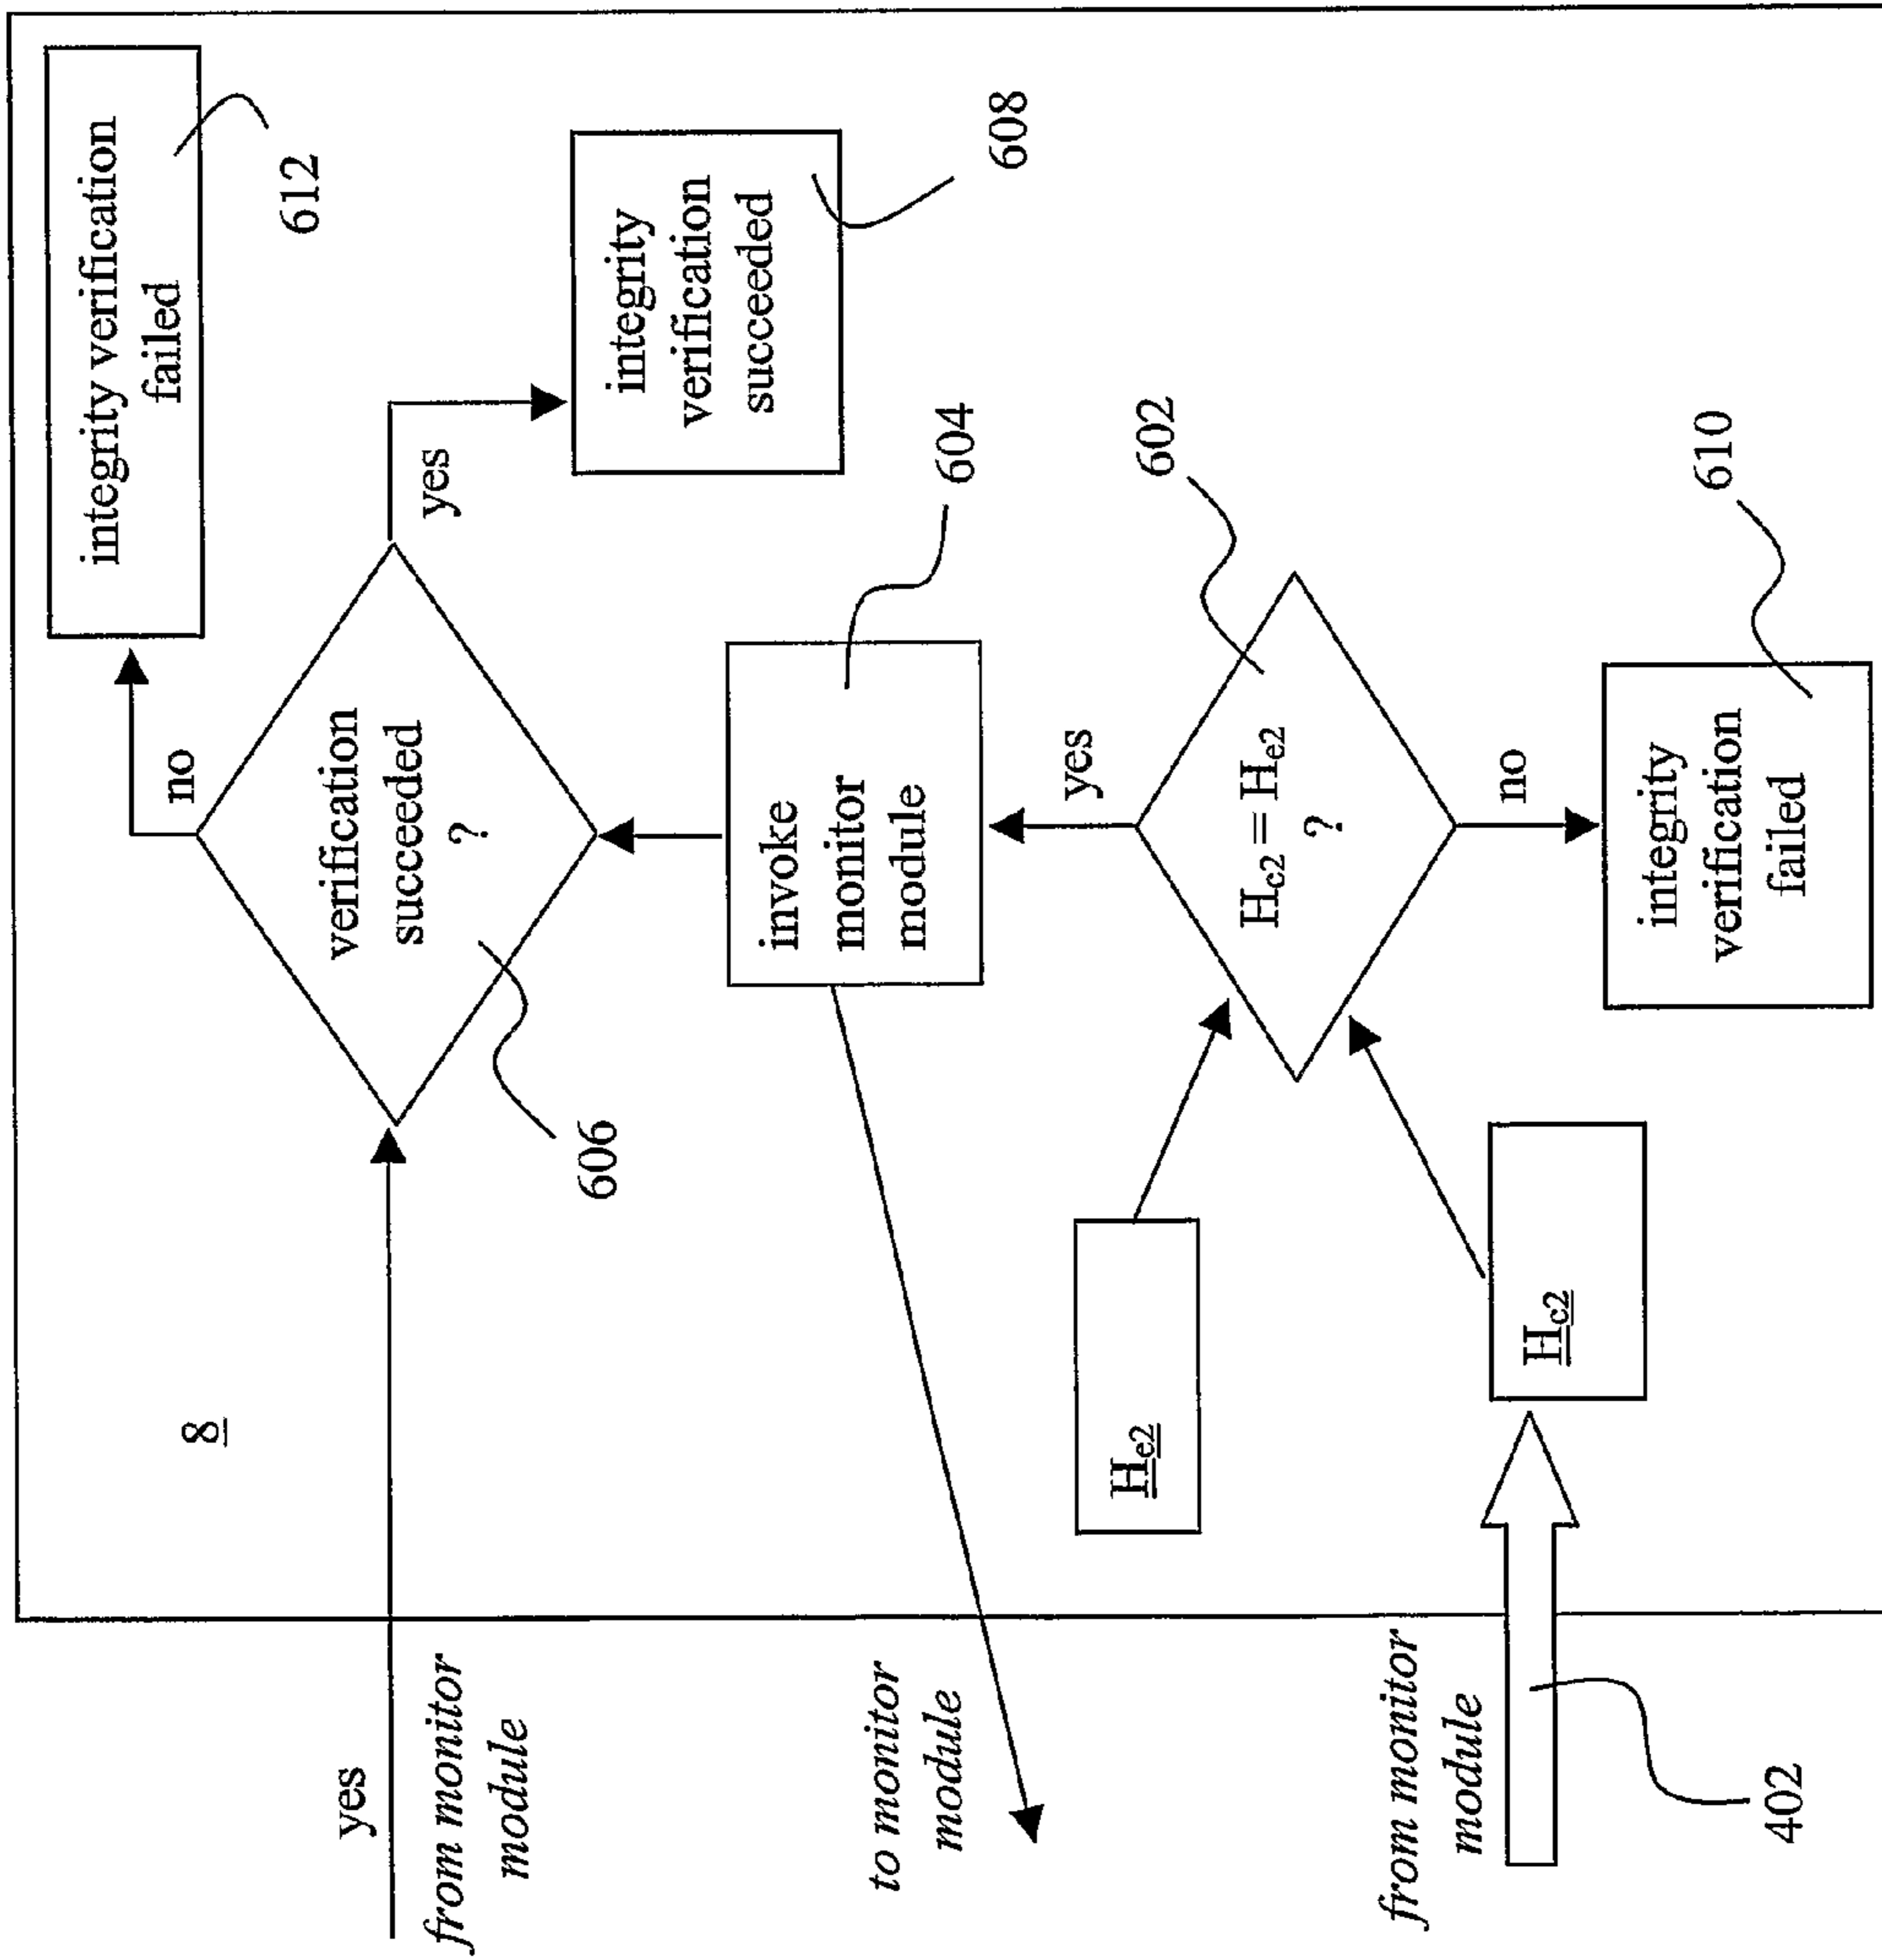 yes
from monitor
module
8
606
verification
succeeded
?
no
yes
integrity verification
failed
612
integrity
verification
succeeded
608
to monitor
module
invoke
monitor
module
604
from monitor
module
402
He2
Hc2
yes
Hc2 = He2
?
602
no
integrity
verification
failed
610